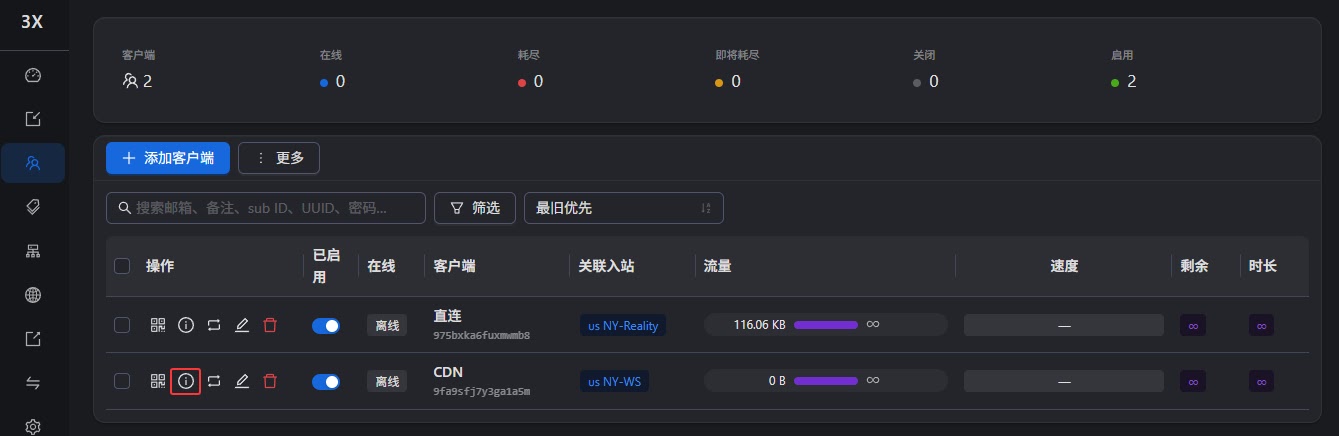 3X
客户端 在线 耗尽 即将耗尽 关闭 启用
2 0 0 0 0 2
添加客户端 更多
搜索邮箱、备注、sub ID、UUID、密码... 筛选 最旧优先
操作 已启用 在线 客户端 关联入站 流量 速度 剩余 时长
离线 直连 us NY-Reality 116.06 KB ∞ — ∞ ∞
975bxka6fuxmwmb8
离线 CDN us NY-WS 0 B ∞ — ∞ ∞
9fa9sfj7y3ga1a5m